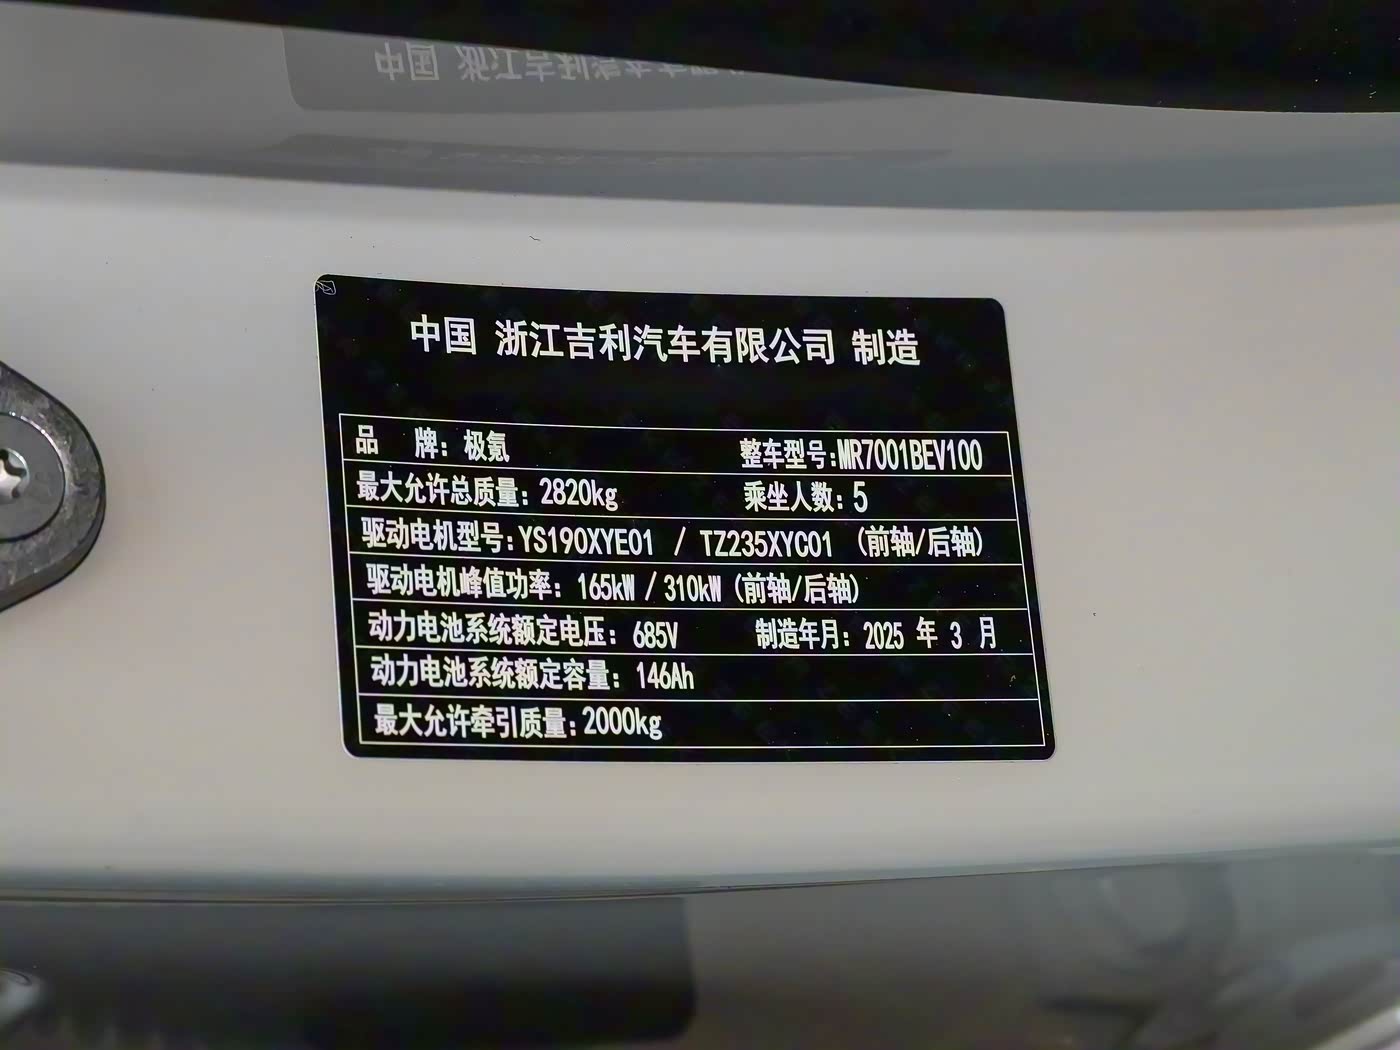 中国 浙江吉利汽车有限公司 制造
品 牌：极氪 整车型号：MR7001BEV100
最大允许总质量：2820kg 乘坐人数：5
驱动电机型号：YS190XYE01 / TZ235XYC01 （前轴/后轴）
驱动电机峰值功率：165kW / 310kW（前轴/后轴）
动力电池系统额定电压：685V 制造年月：2025 年 3 月
动力电池系统额定容量：146Ah
最大允许牵引质量：2000kg